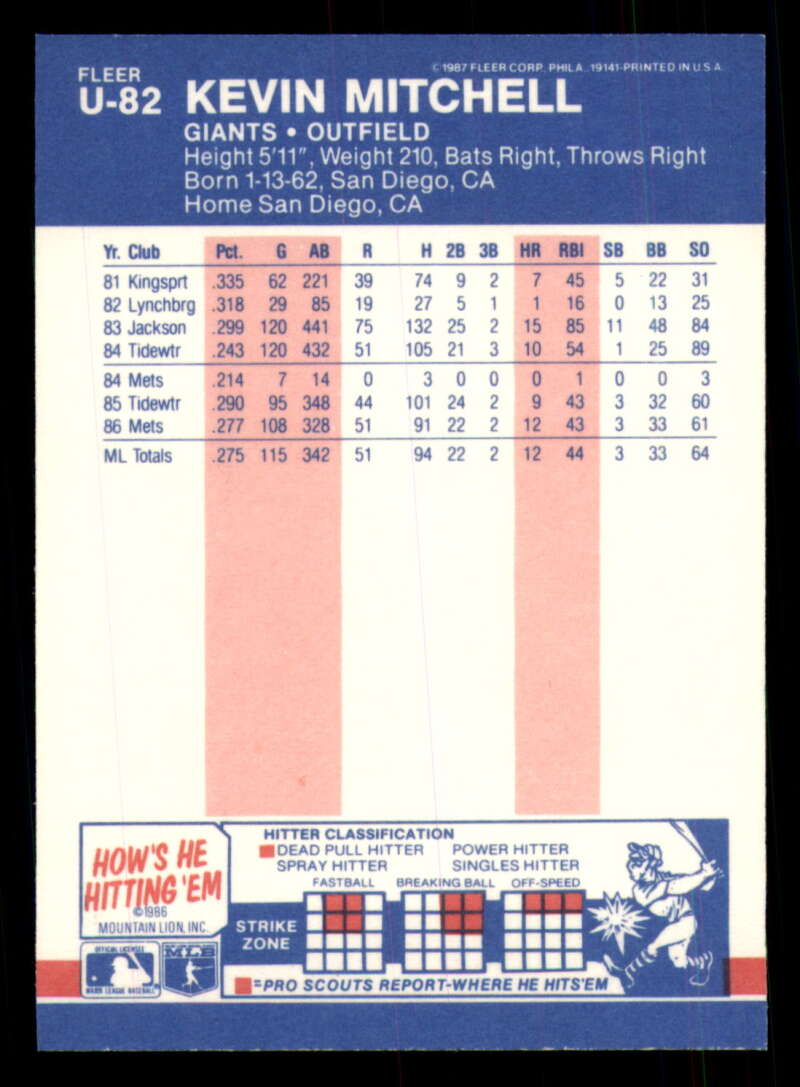 ©1987 FLEER CORP. PHILA., 19141-PRINTED IN U.S.A.
FLEER
U-82 KEVIN MITCHELL
GIANTS • OUTFIELD
Height 5'11", Weight 210, Bats Right, Throws Right
Born 1-13-62, San Diego, CA
Home San Diego, CA
Yr. Club Pct. G AB R H 2B 3B HR RBI SB BB SO
81 Kingsprt .335 62 221 39 74 9 2 7 45 5 22 31
82 Lynchbrg .318 29 85 19 27 5 1 1 16 0 13 25
83 Jackson .299 120 441 75 132 25 2 15 85 11 48 84
84 Tidewtr .243 120 432 51 105 21 3 10 54 1 25 89
84 Mets .214 7 14 0 3 0 0 0 1 0 0 3
85 Tidewtr .290 95 348 44 101 24 2 9 43 3 32 60
86 Mets .277 108 328 51 91 22 2 12 43 3 33 61
ML Totals .275 115 342 51 94 22 2 12 44 3 33 64
HOW'S HE
HITTING 'EM
©1986
MOUNTAIN LION, INC.
HITTER CLASSIFICATION
DEAD PULL HITTER POWER HITTER
SPRAY HITTER SINGLES HITTER
FASTBALL BREAKING BALL OFF-SPEED
STRIKE
ZONE
=PRO SCOUTS REPORT-WHERE HE HITS'EM
OFFICIAL LICENSEE
MAJOR LEAGUE BASEBALL
MLB